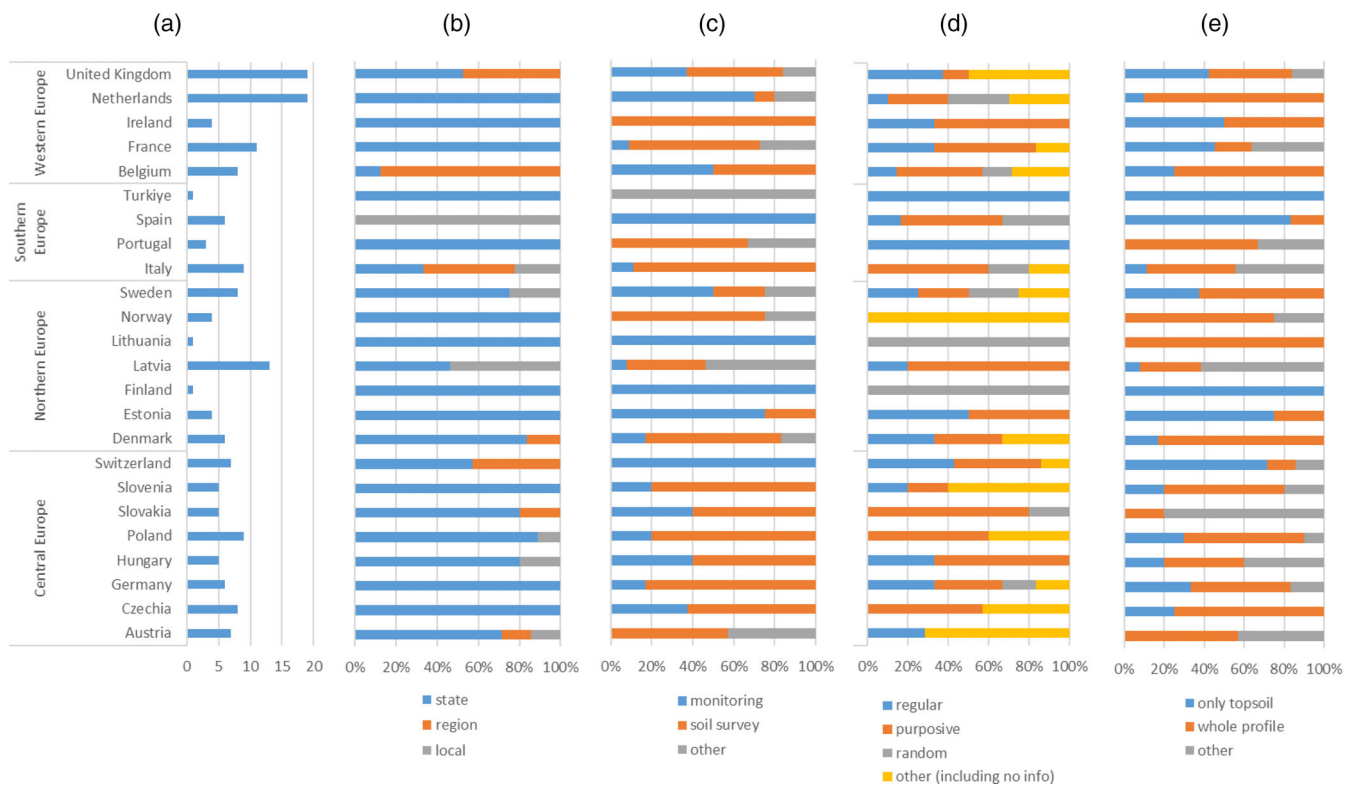 (a)
(b)
(c)
(d)
(e)
Western Europe
United Kingdom
Netherlands
Ireland
France
Belgium
Southern
Europe
Turkiye
Spain
Portugal
Italy
Northern Europe
Sweden
Norway
Lithuania
Latvia
Finland
Estonia
Denmark
Central Europe
Switzerland
Slovenia
Slovakia
Poland
Hungary
Germany
Czechia
Austria
0 5 10 15 20
0% 20% 40% 60% 80% 100%
0% 20% 40% 60% 80% 100%
0% 20% 40% 60% 80% 100%
0% 20% 40% 60% 80% 100%
state
region
local
monitoring
soil survey
other
regular
purposive
random
other (including no info)
only topsoil
whole profile
other